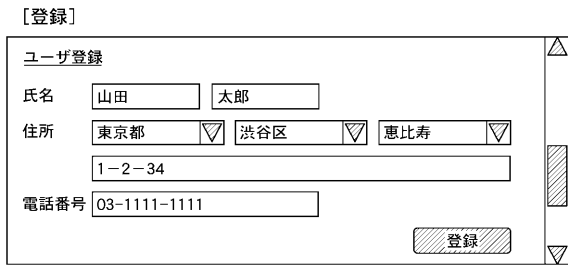 [登録]
ユーザ登録
氏名 山田 太郎
住所 東京都 渋谷区 恵比寿
1−2−34
電話番号 03-1111-1111
登録